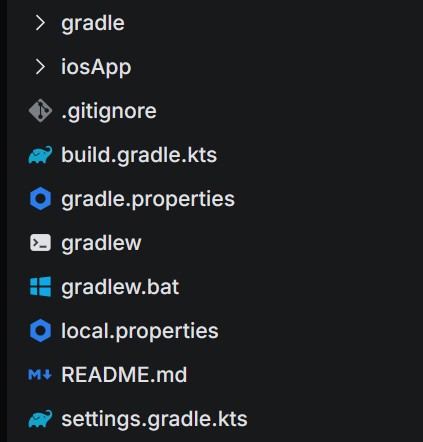 gradle
iosApp
.gitignore
build.gradle.kts
gradle.properties
gradlew
gradlew.bat
local.properties
README.md
settings.gradle.kts